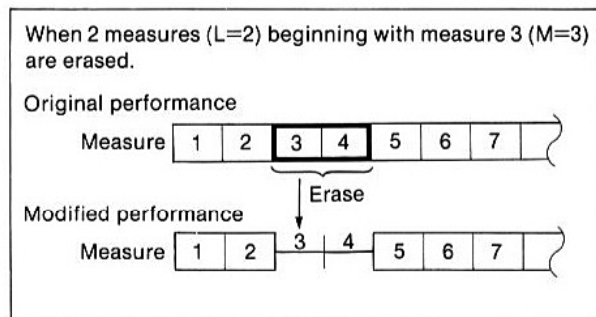 When 2 measures (L=2) beginning with measure 3 (M=3)
are erased.
Original performance
Measure 1 2 3 4 5 6 7
Erase
Modified performance
3 4
Measure 1 2 5 6 7